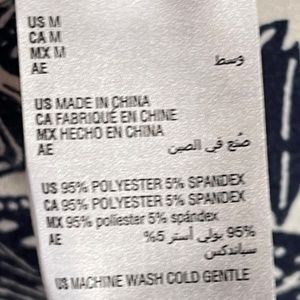 US M
CA M
MX M
AE وسط
US MADE IN CHINA
CA FABRIQUÉ EN CHINE
MX HECHO EN CHINA
AE صُنع في الصين
US 95% POLYESTER 5% SPANDEX
CA 95% POLYESTER 5% SPANDEX
MX 95% poliéster 5% spándex
AE 95% بولي أستر 5%
سباندكس
US MACHINE WASH COLD GENTLE